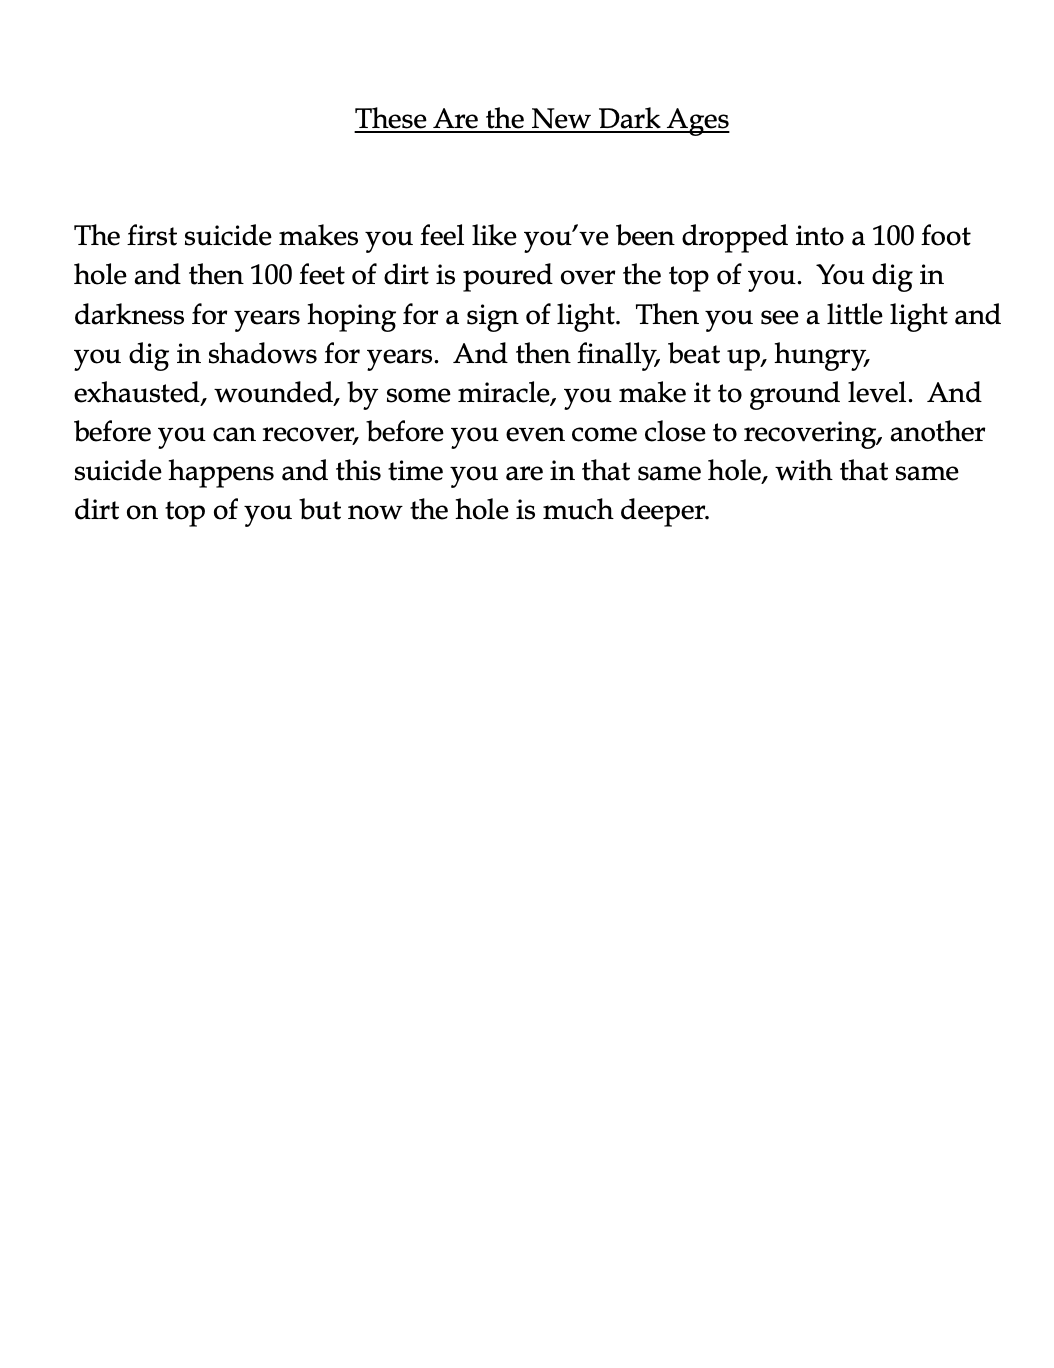 These Are the New Dark Ages
The first suicide makes you feel like you’ve been dropped into a 100 foot
hole and then 100 feet of dirt is poured over the top of you.  You dig in
darkness for years hoping for a sign of light.  Then you see a little light and
you dig in shadows for years.  And then finally, beat up, hungry,
exhausted, wounded, by some miracle, you make it to ground level.  And
before you can recover, before you even come close to recovering, another
suicide happens and this time you are in that same hole, with that same
dirt on top of you but now the hole is much deeper.